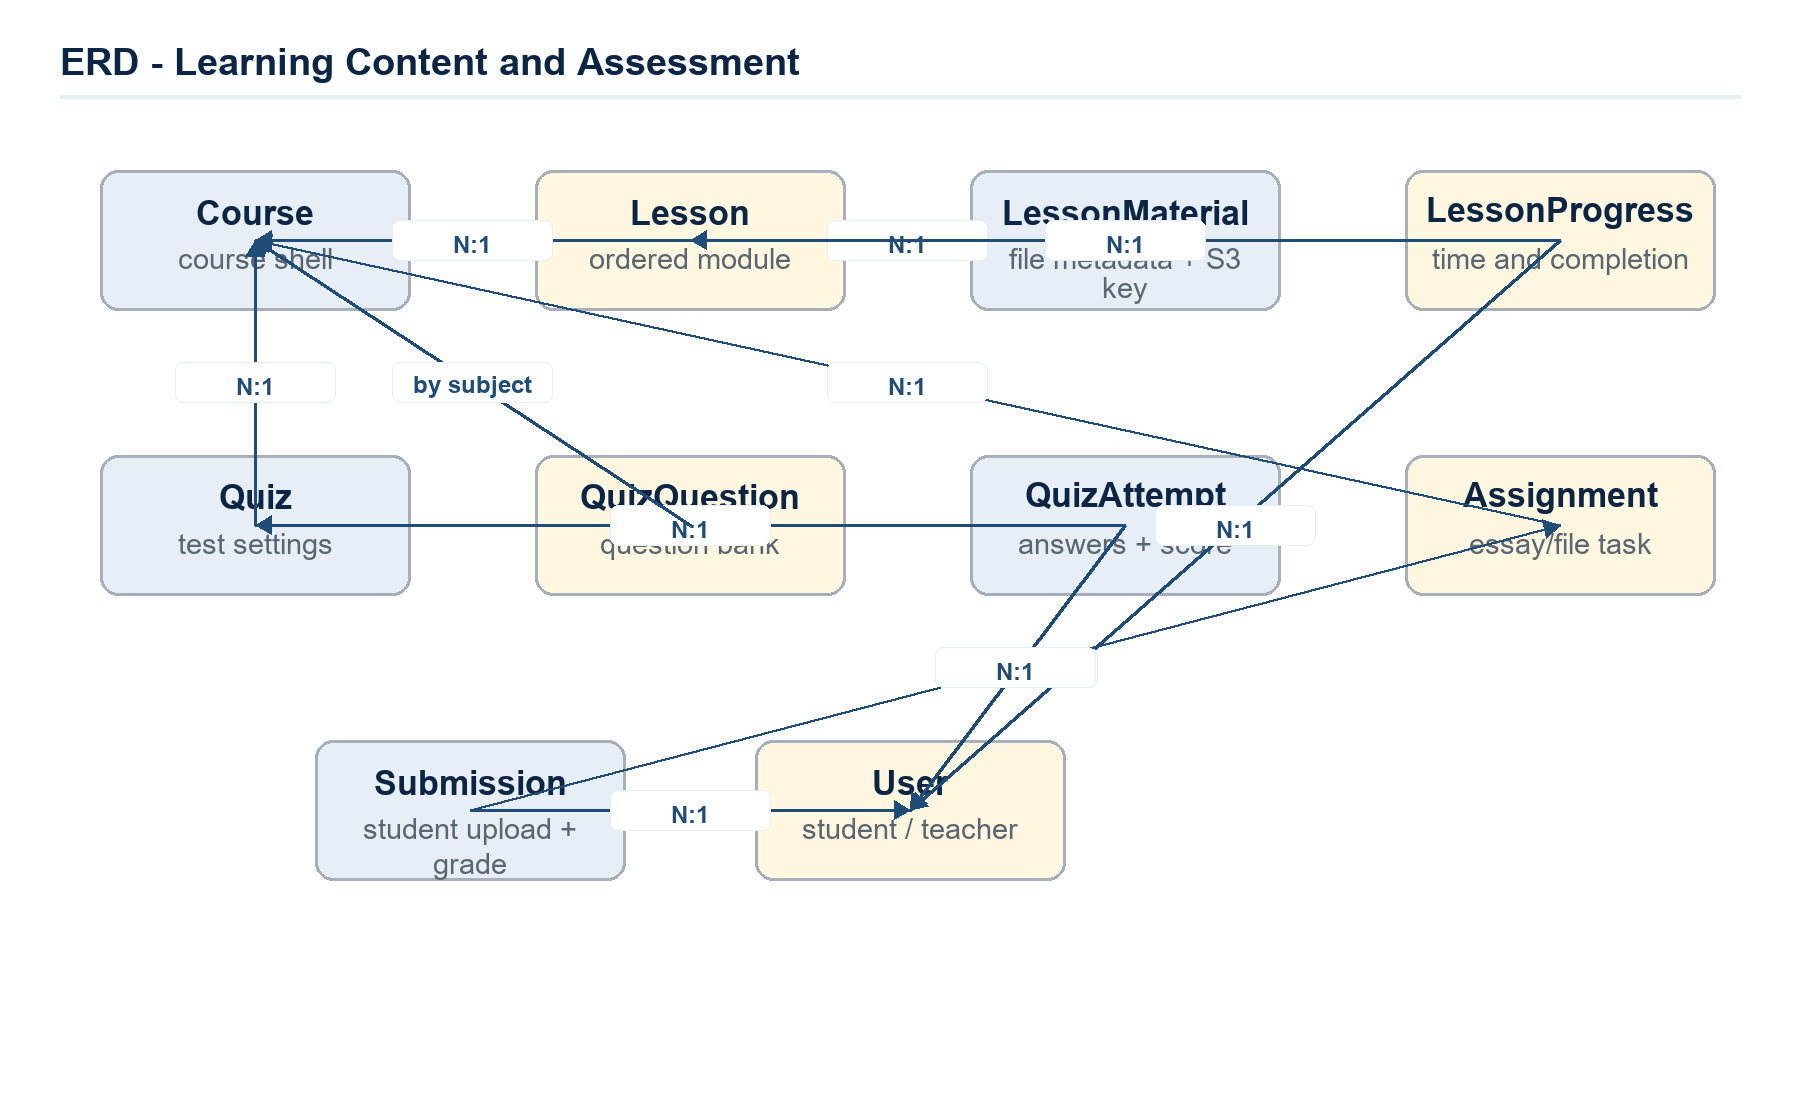 ERD - Learning Content and Assessment
Course
course shell
N:1
Lesson
ordered module
N:1
LessonMaterial
N:1
file metadata + S3
key
LessonProgress
time and completion
N:1
by subject
N:1
Quiz
test settings
QuizQuestion
N:1
question bank
QuizAttempt
answers + score
N:1
Assignment
essay/file task
N:1
Submission
student upload +
grade
N:1
User
student / teacher